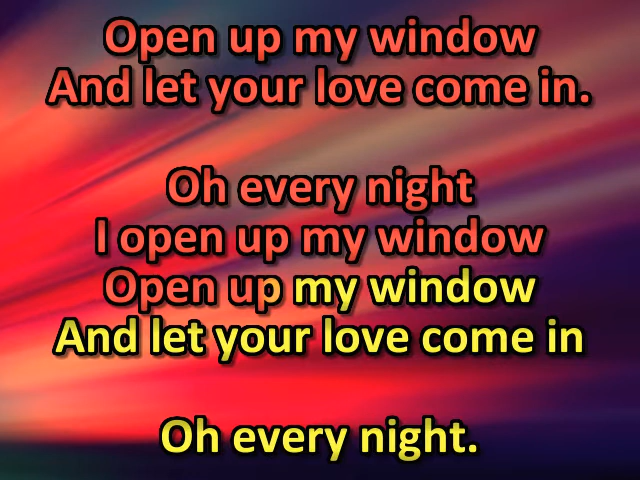 Open up my window
And let your love come in.
Oh every night
I open up my window
Open up my window
And let your love come in
Oh every night.